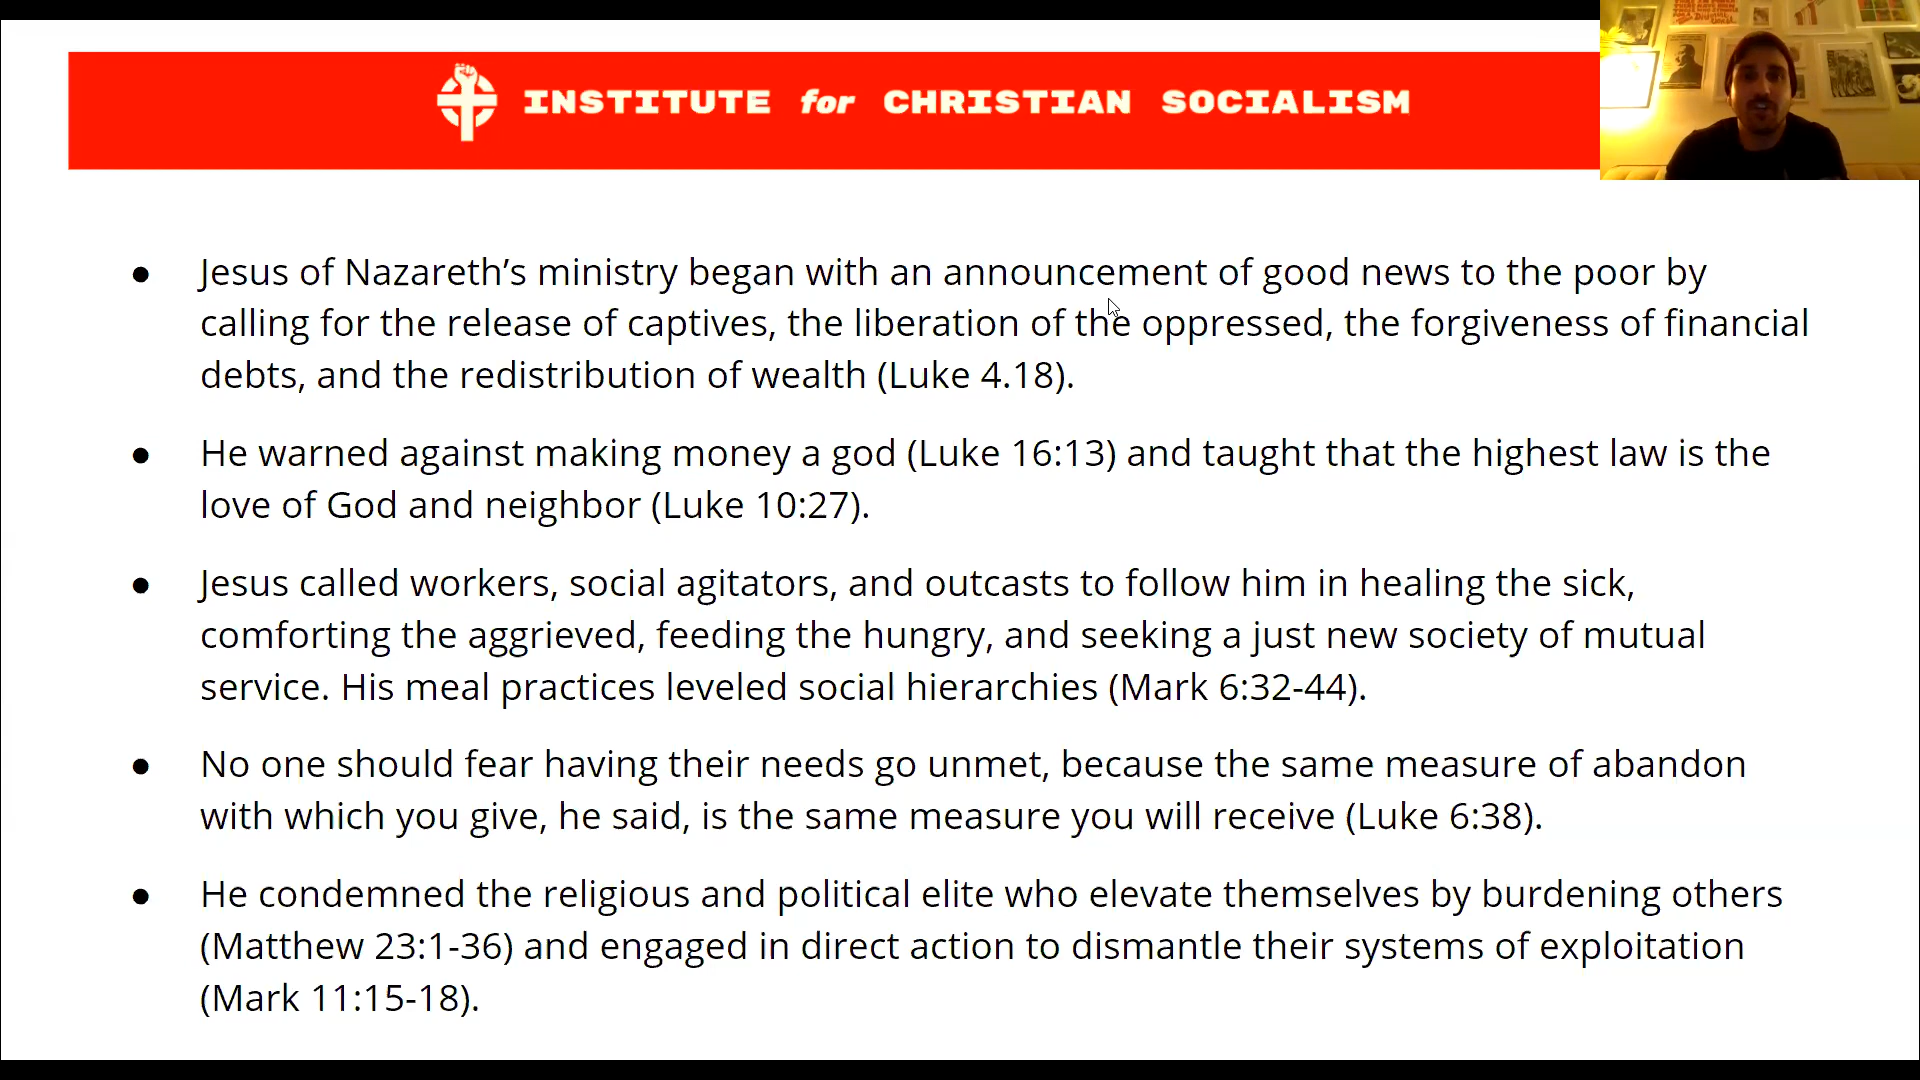 INSTITUTE for CHRISTIAN SOCIALISM
● Jesus of Nazareth’s ministry began with an announcement of good news to the poor by
calling for the release of captives, the liberation of the oppressed, the forgiveness of financial
debts, and the redistribution of wealth (Luke 4.18).
● He warned against making money a god (Luke 16:13) and taught that the highest law is the
love of God and neighbor (Luke 10:27).
● Jesus called workers, social agitators, and outcasts to follow him in healing the sick,
comforting the aggrieved, feeding the hungry, and seeking a just new society of mutual
service. His meal practices leveled social hierarchies (Mark 6:32-44).
● No one should fear having their needs go unmet, because the same measure of abandon
with which you give, he said, is the same measure you will receive (Luke 6:38).
● He condemned the religious and political elite who elevate themselves by burdening others
(Matthew 23:1-36) and engaged in direct action to dismantle their systems of exploitation
(Mark 11:15-18).